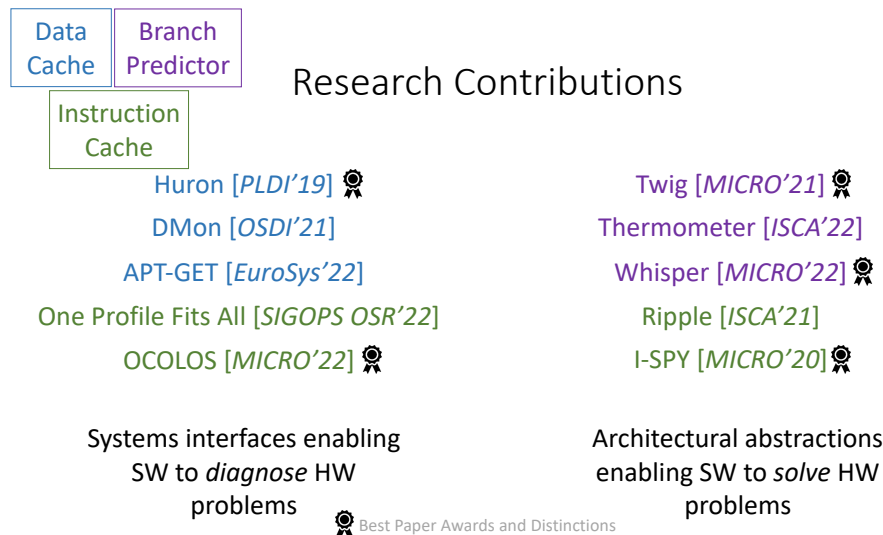 Data
Cache
Branch
Predictor
Instruction
Cache
Research Contributions
Huron [PLDI’19]
DMon [OSDI’21]
APT-GET [EuroSys’22]
One Profile Fits All [SIGOPS OSR’22]
OCOLOS [MICRO’22]
Twig [MICRO’21]
Thermometer [ISCA’22]
Whisper [MICRO’22]
Ripple [ISCA’21]
I-SPY [MICRO’20]
Systems interfaces enabling
SW to diagnose HW
problems
Architectural abstractions
enabling SW to solve HW
problems
Best Paper Awards and Distinctions